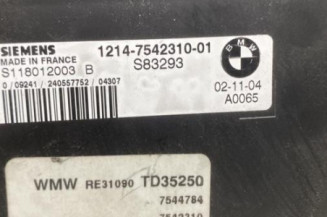 SIEMENS 1214-7542310-01
MADE IN FRANCE S83293
S118012003 B
0 /09241/ 240557752 /04307
BMW
02-11-04
A0065
WMW RE31090 TD35250
7544784
7542310